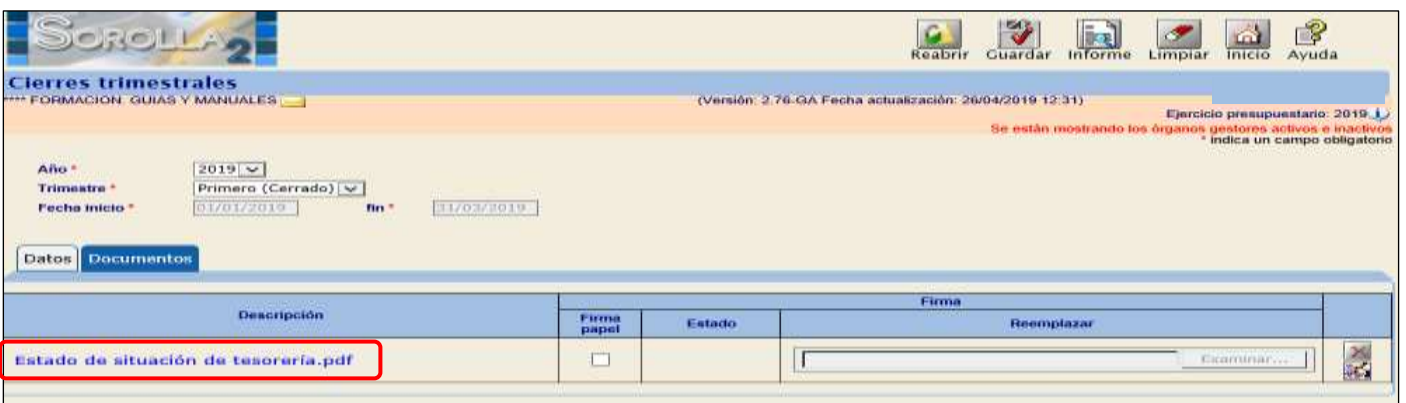 SOROLLA2
Reabrir Guardar Informe Limpiar Inicio Ayuda
Cierres trimestrales
**** FORMACION. GUIAS Y MANUALES (Versión: 2.76-GA Fecha actualización: 26/04/2019 12:31)
Ejercicio presupuestario: 2019
Se están mostrando los órganos gestores activos e inactivos
* indica un campo obligatorio
Año * 2019
Trimestre * Primero (Cerrado)
Fecha inicio * 01/01/2019 fin * 31/03/2019
Datos Documentos
Descripción Firma
Firma papel Estado Reemplazar
Estado de situación de tesorería.pdf Examinar...